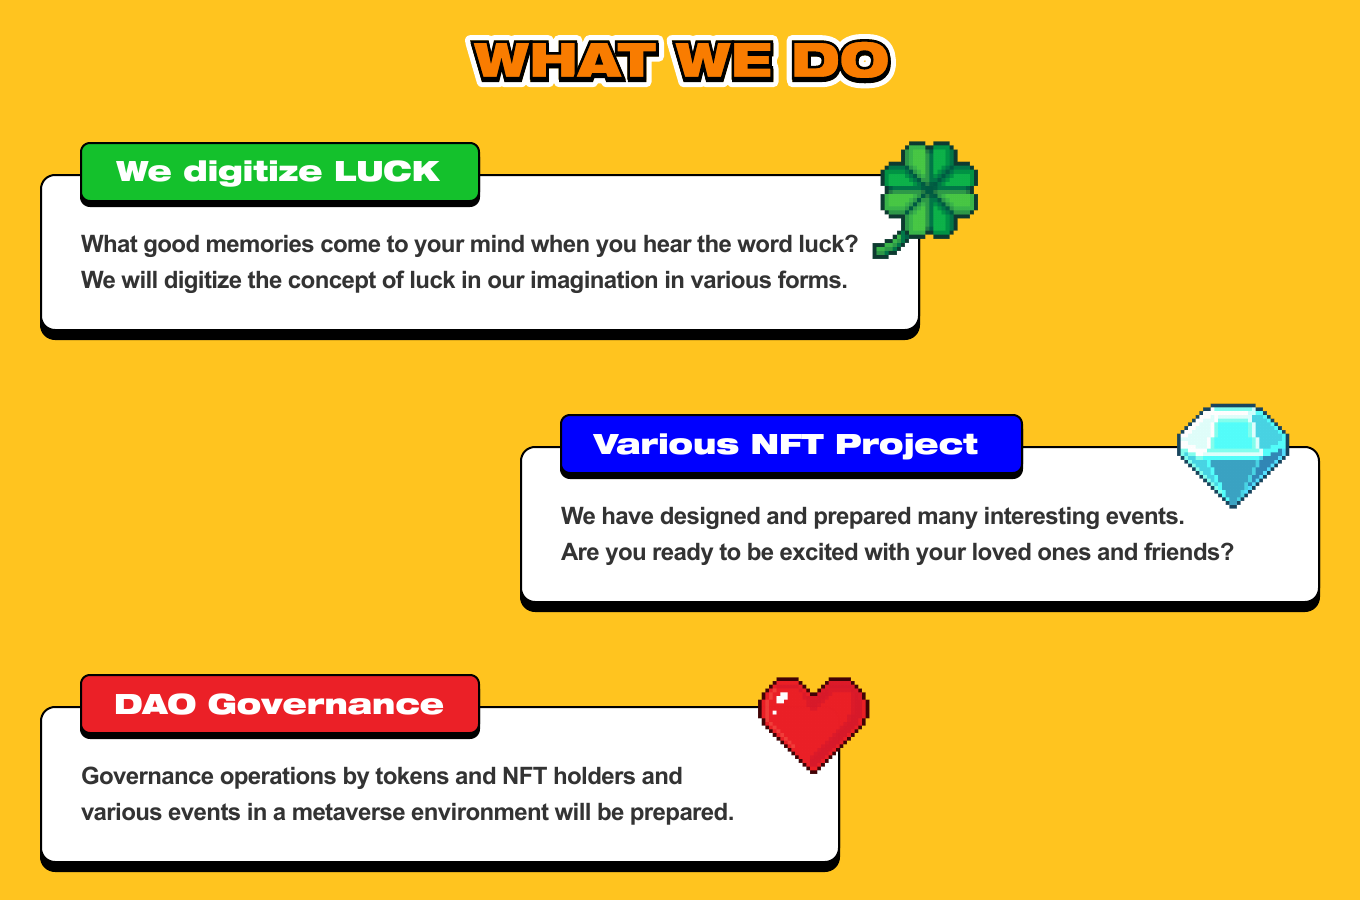 WHAT WE DO
We digitize LUCK
What good memories come to your mind when you hear the word luck?
We will digitize the concept of luck in our imagination in various forms.
Various NFT Project
We have designed and prepared many interesting events.
Are you ready to be excited with your loved ones and friends?
DAO Governance
Governance operations by tokens and NFT holders and
various events in a metaverse environment will be prepared.